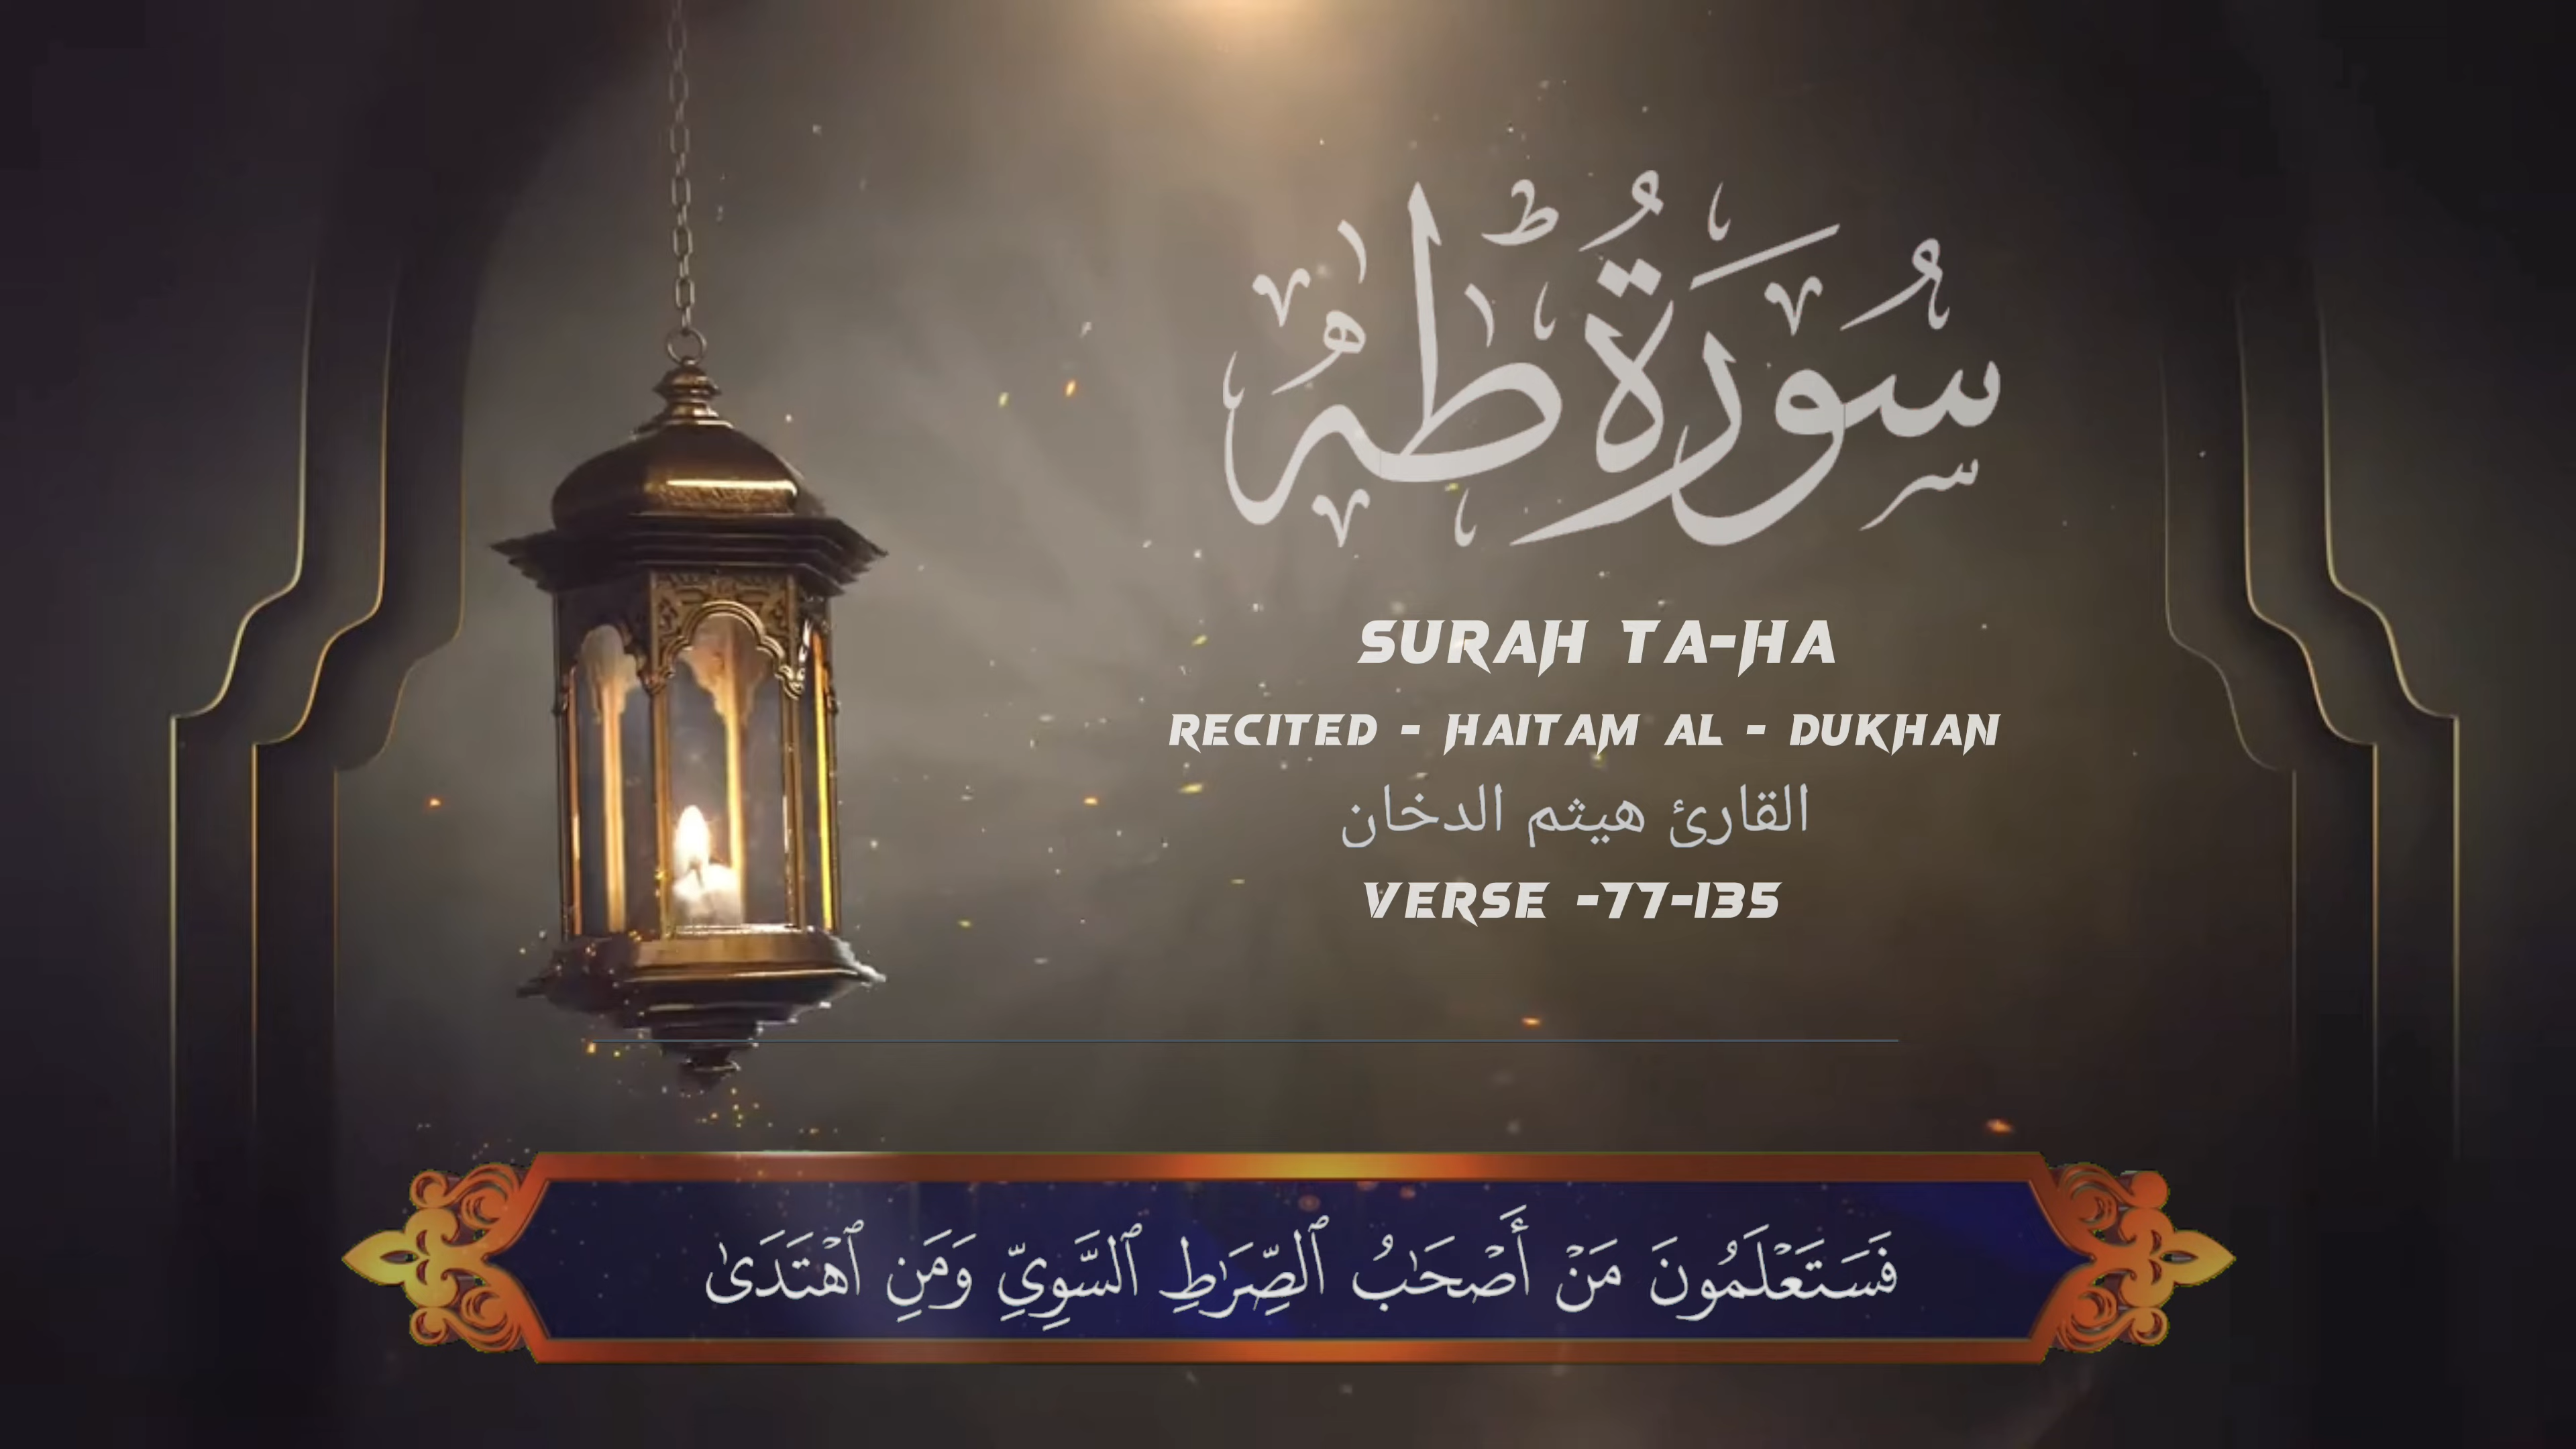 سُورَةُ طه
SURAH TA-HA
RECITED - HAITAM AL - DUKHAN
القارئ هيثم الدخان
VERSE -77-135
فَسَتَعْلَمُونَ مَنْ أَصْحَٰبُ ٱلصِّرَٰطِ ٱلسَّوِىِّ وَمَنِ ٱهْتَدَىٰ